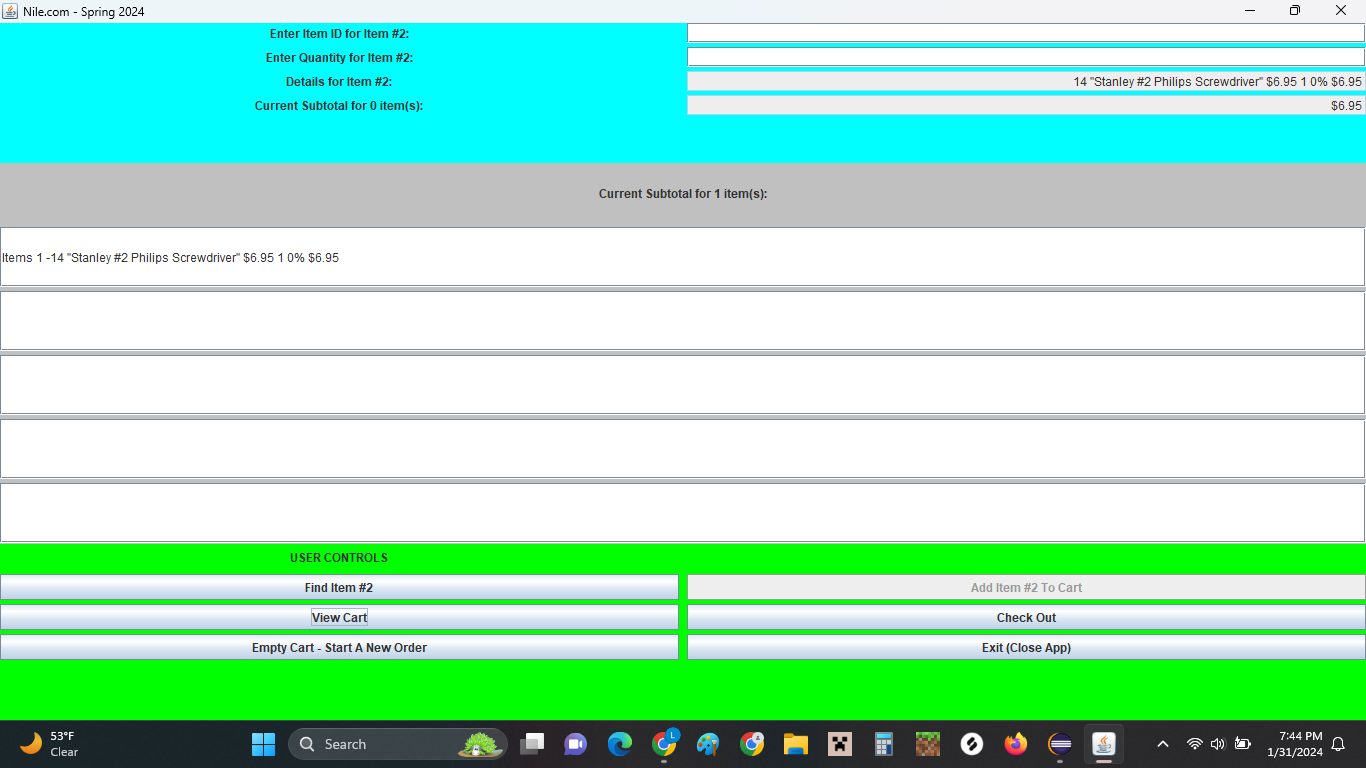 Nile.com - Spring 2024
Enter Item ID for Item #2:
Enter Quantity for Item #2:
Details for Item #2: 14 "Stanley #2 Philips Screwdriver" $6.95 1 0% $6.95
Current Subtotal for 0 item(s): $6.95
Current Subtotal for 1 item(s):
Items 1 -14 "Stanley #2 Philips Screwdriver" $6.95 1 0% $6.95
USER CONTROLS
Find Item #2 Add Item #2 To Cart
View Cart Check Out
Empty Cart - Start A New Order Exit (Close App)
53°F
Clear
Search
L
7:44 PM
1/31/2024